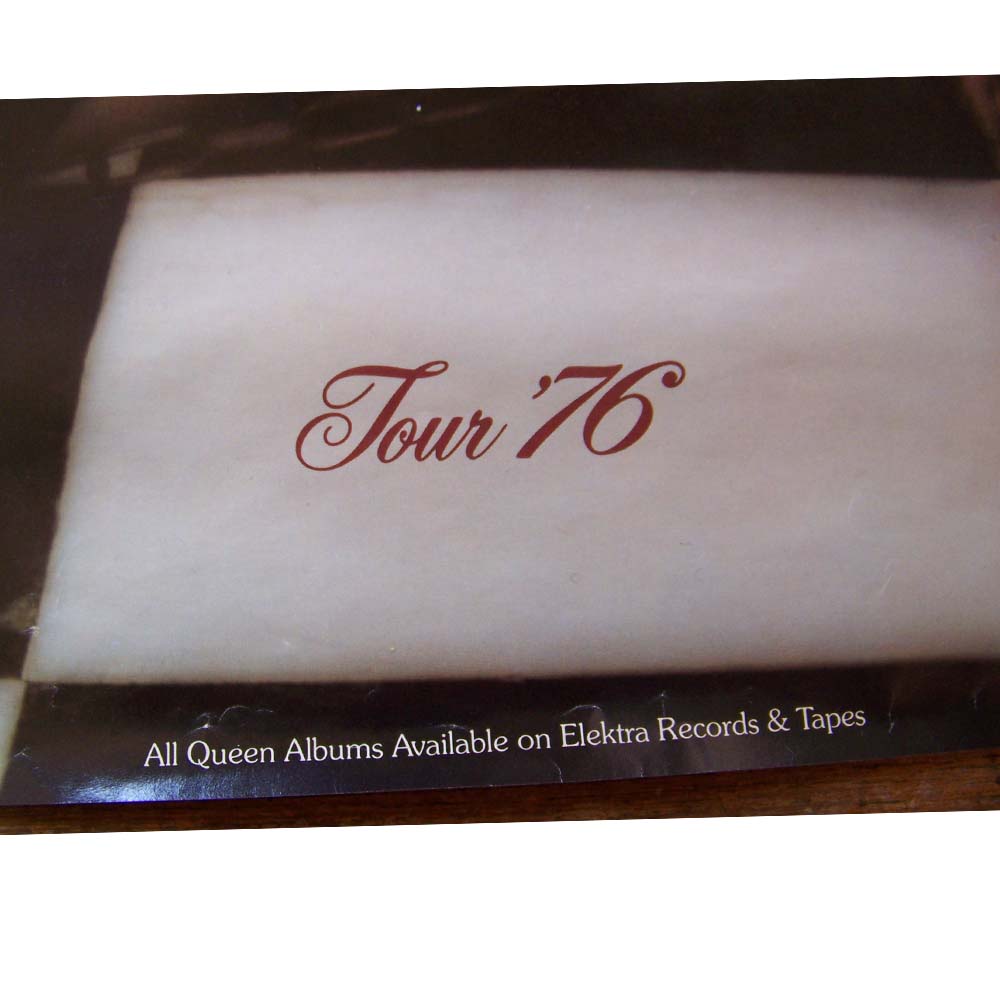 Tour '76
All Queen Albums Available on Elektra Records & Tapes